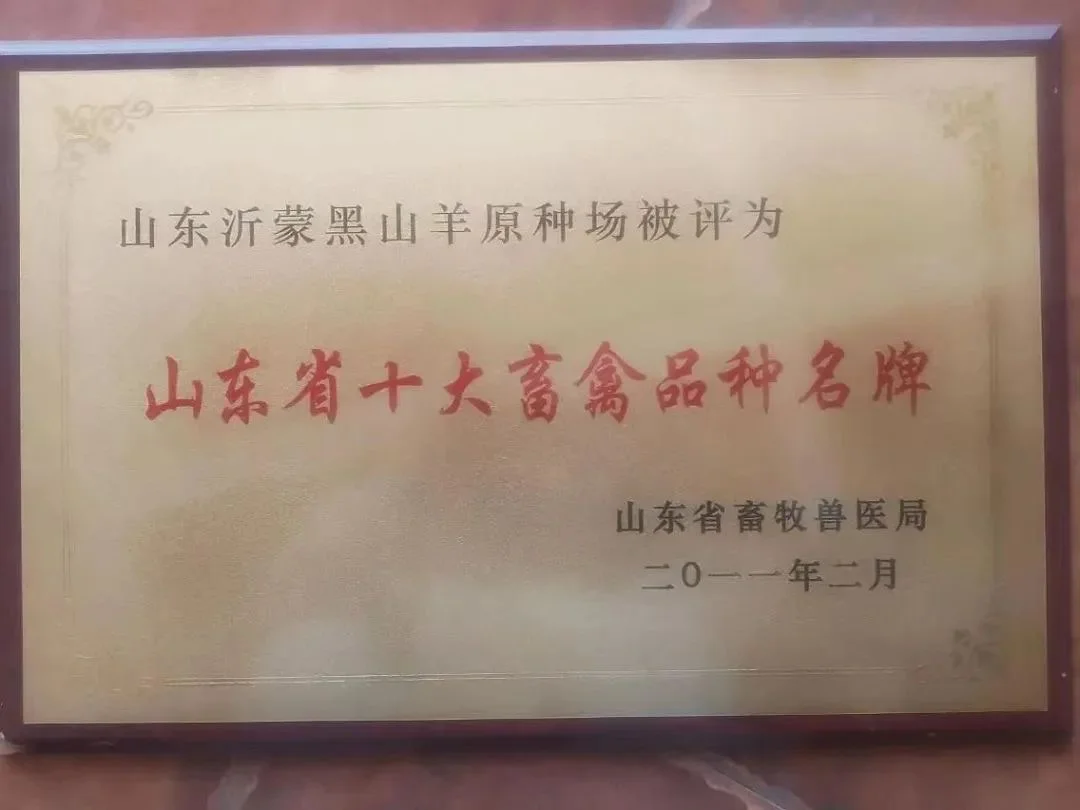 山东沂蒙黑山羊原种场被评为
山东省十大畜禽品种名牌
山东省畜牧兽医局
二O一一年二月